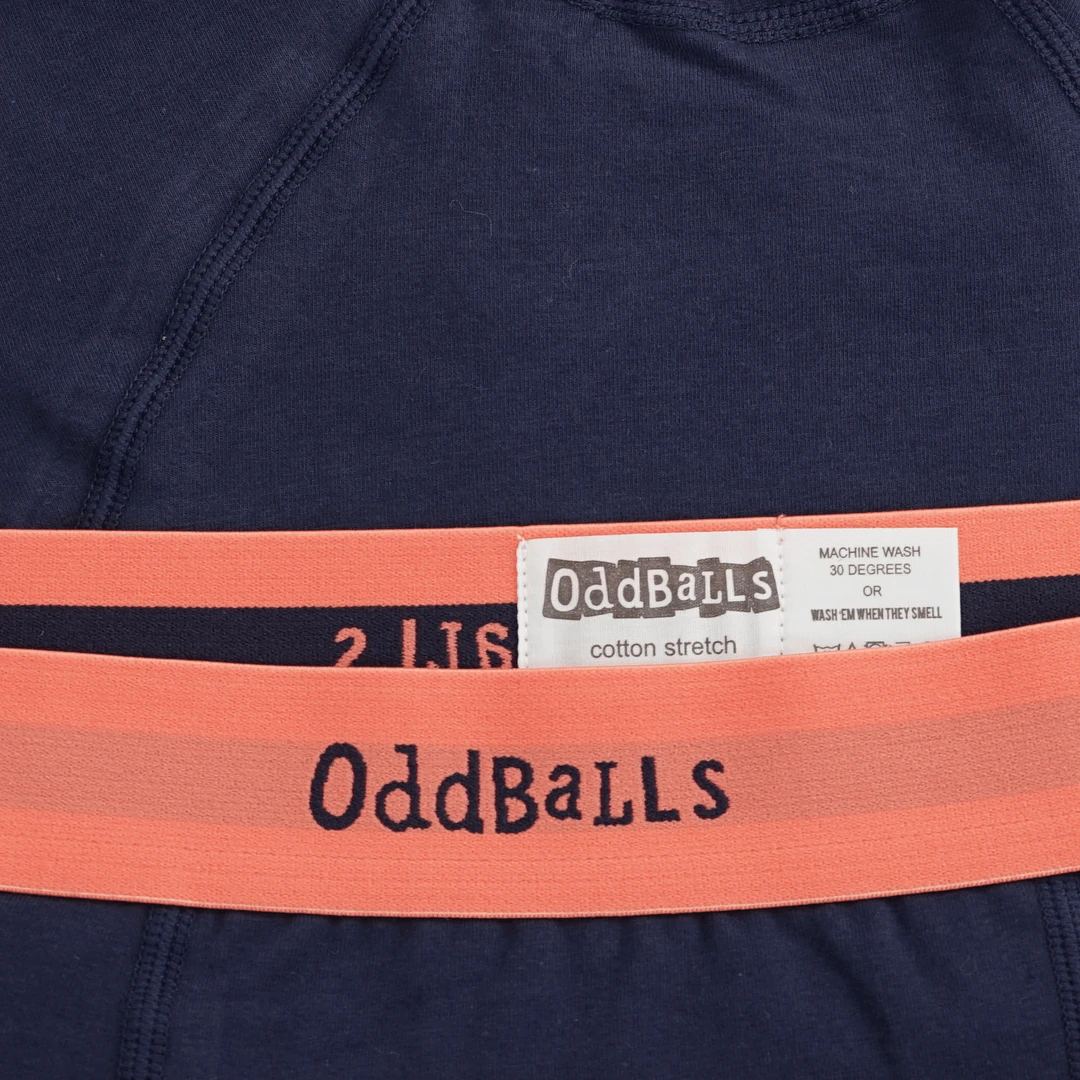 OddBaLLs
cotton stretch
MACHINE WASH
30 DEGREES
OR
WASH 'EM WHEN THEY SMELL
OddBaLLs